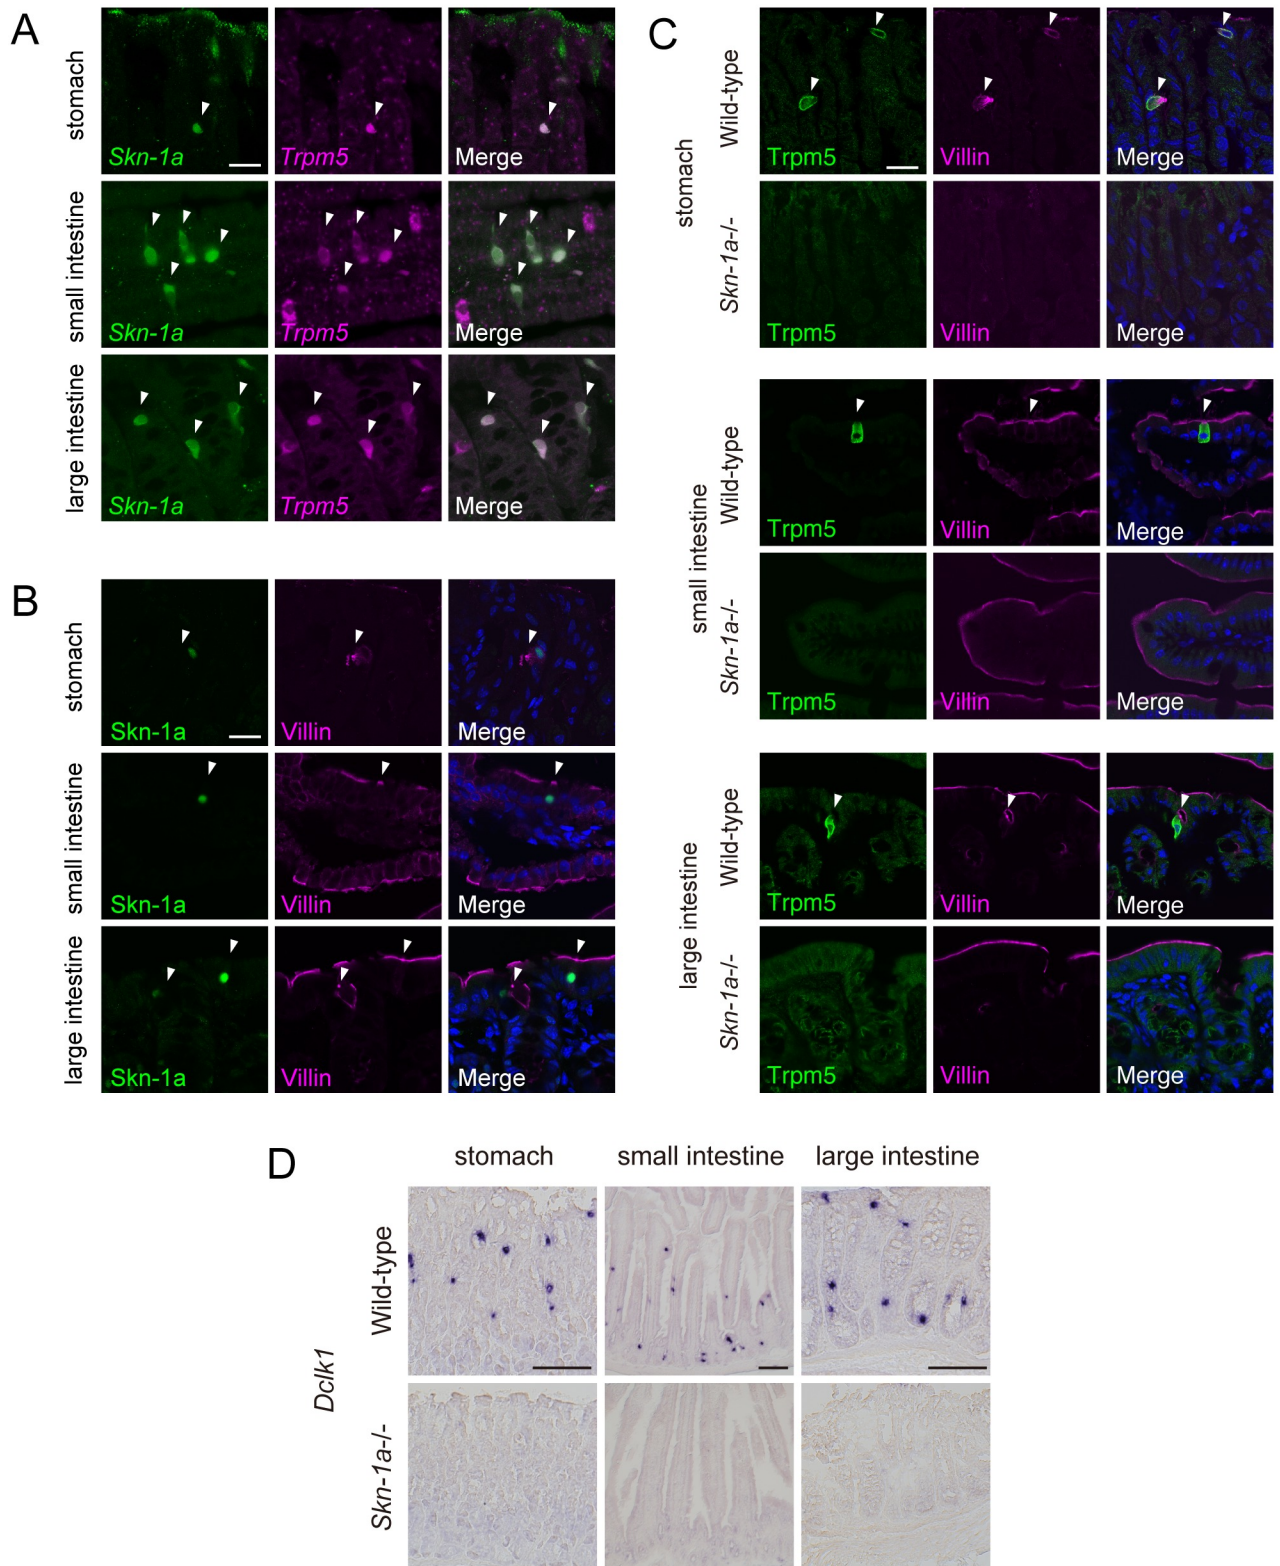 A
stomach
Skn-1a
Trpm5
Merge
small intestine
Skn-1a
Trpm5
Merge
large intestine
Skn-1a
Trpm5
Merge
B
stomach
Skn-1a
Villin
Merge
small intestine
Skn-1a
Villin
Merge
large intestine
Skn-1a
Villin
Merge
C
stomach
Wild-type
Trpm5
Villin
Merge
Skn-1a-/-
Trpm5
Villin
Merge
small intestine
Wild-type
Trpm5
Villin
Merge
Skn-1a-/-
Trpm5
Villin
Merge
large intestine
Wild-type
Trpm5
Villin
Merge
Skn-1a-/-
Trpm5
Villin
Merge
D
stomach
small intestine
large intestine
Dclk1
Wild-type
Skn-1a-/-